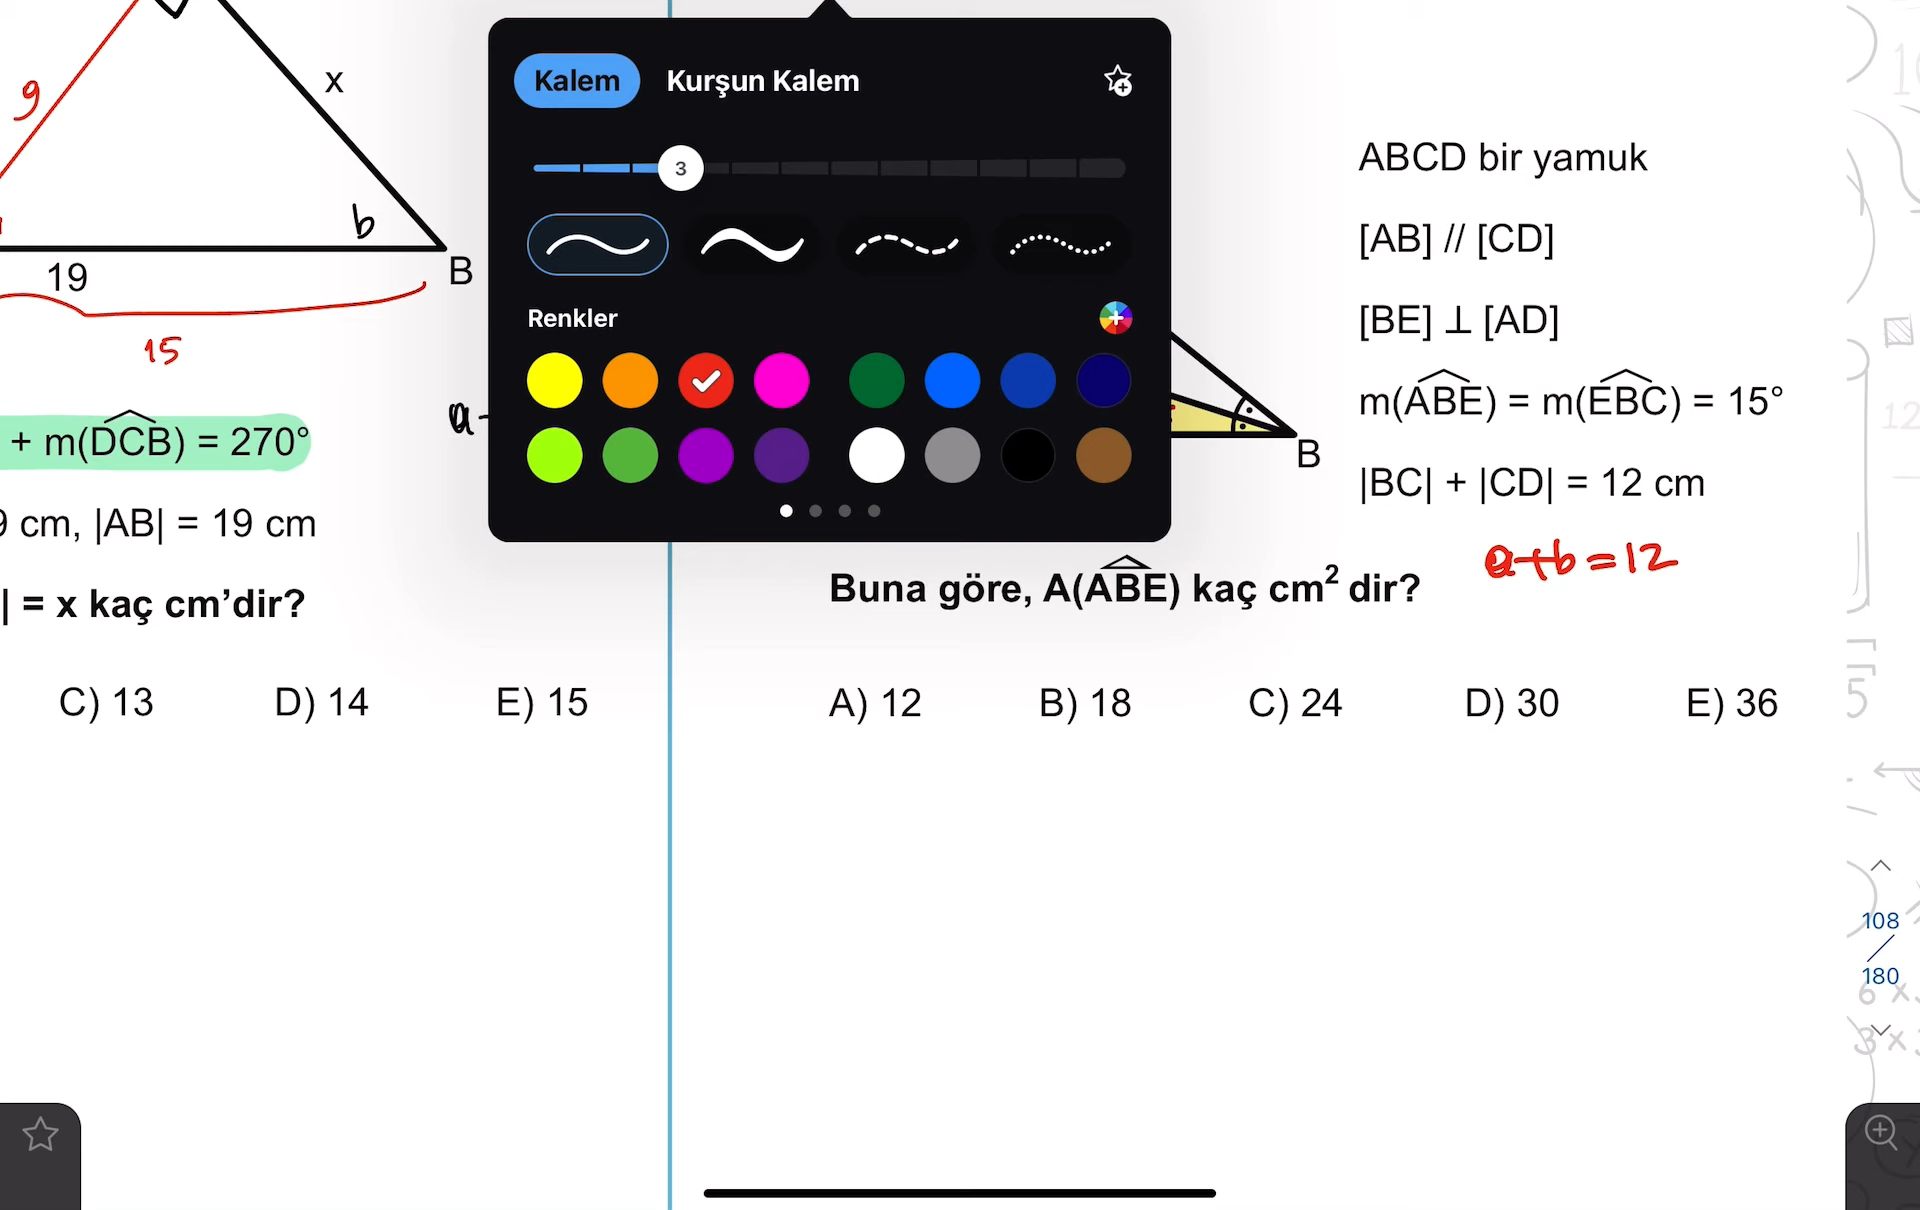 9
x
b
B
19
15
+ m(DCB) = 270°
9 cm, |AB| = 19 cm
| = x kaç cm’dir?
C) 13 D) 14 E) 15
Kalem Kurşun Kalem
3
Renkler
a
B
ABCD bir yamuk
[AB] // [CD]
[BE] ⊥ [AD]
m(ABE) = m(EBC) = 15°
|BC| + |CD| = 12 cm
a+b=12
Buna göre, A(ABE) kaç cm² dir?
A) 12 B) 18 C) 24 D) 30 E) 36
108
180